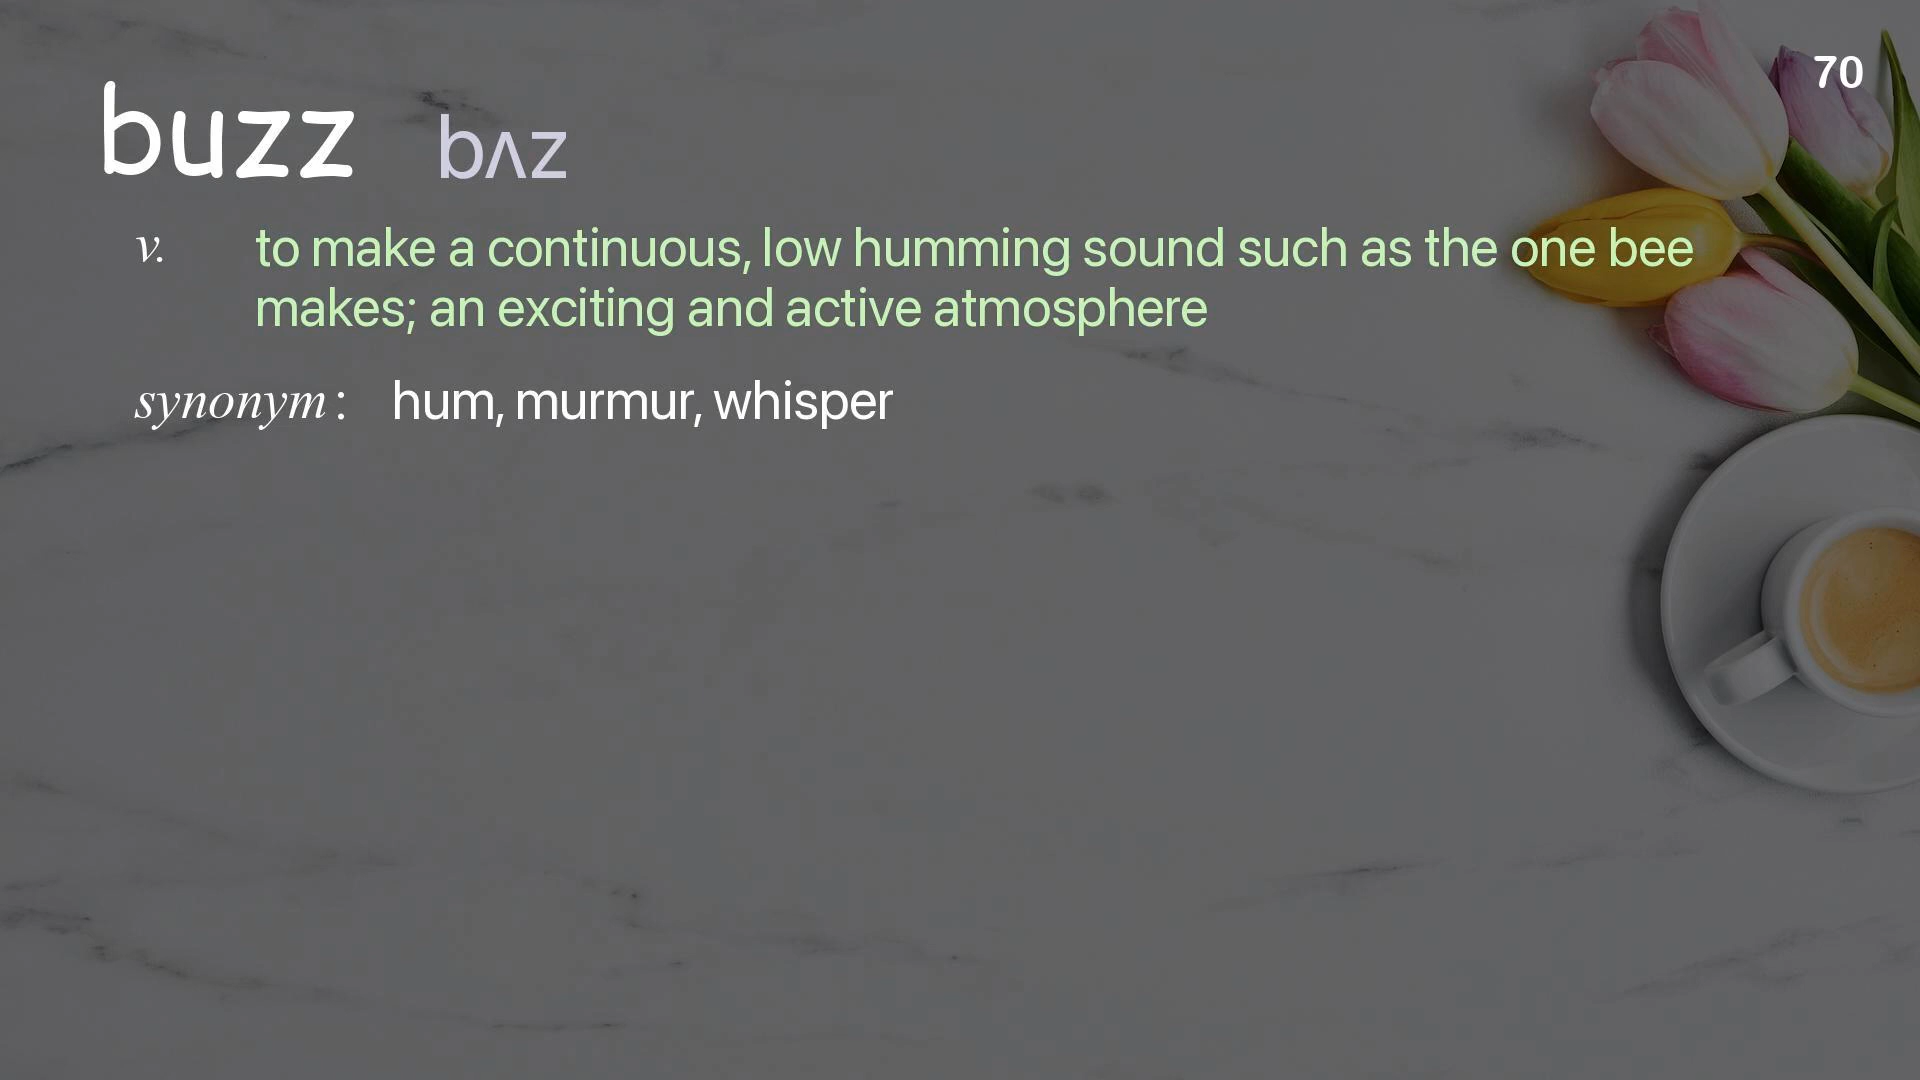 70
buzz bʌz
v. to make a continuous, low humming sound such as the one bee
makes; an exciting and active atmosphere
synonym: hum, murmur, whisper